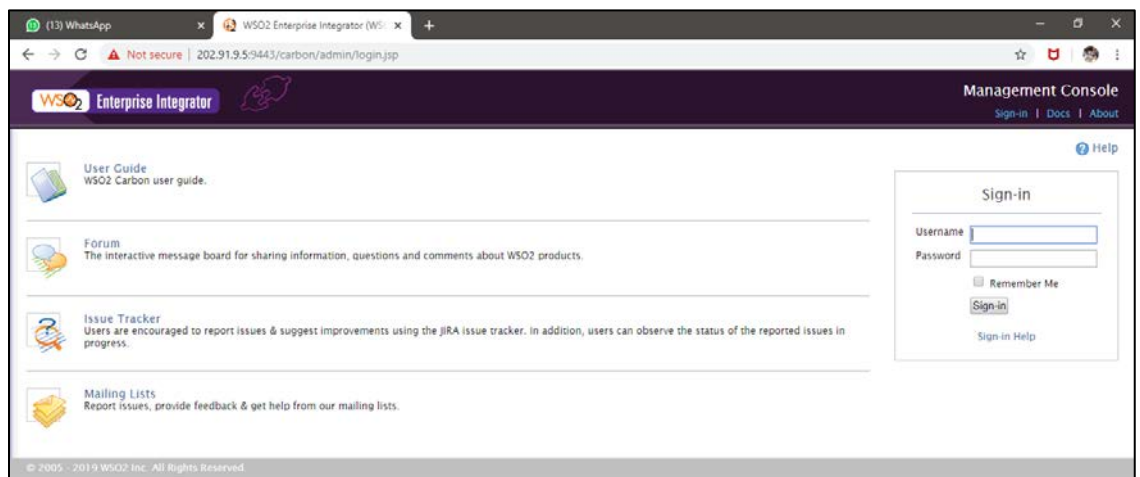 (13) WhatsApp
WSO2 Enterprise Integrator (WS
Not secure | 202.91.9.5:9443/carbon/admin/login.jsp
WSO2 Enterprise Integrator
Management Console
Sign-in | Docs | About
Help
User Guide
WSO2 Carbon user guide.
Forum
The interactive message board for sharing information, questions and comments about WSO2 products.
Issue Tracker
Users are encouraged to report issues & suggest improvements using the JIRA issue tracker. In addition, users can observe the status of the reported issues in
progress.
Mailing Lists
Report issues, provide feedback & get help from our mailing lists.
Sign-in
Username
Password
Remember Me
Sign-in
Sign-in Help
© 2005 - 2019 WSO2 Inc. All Rights Reserved.